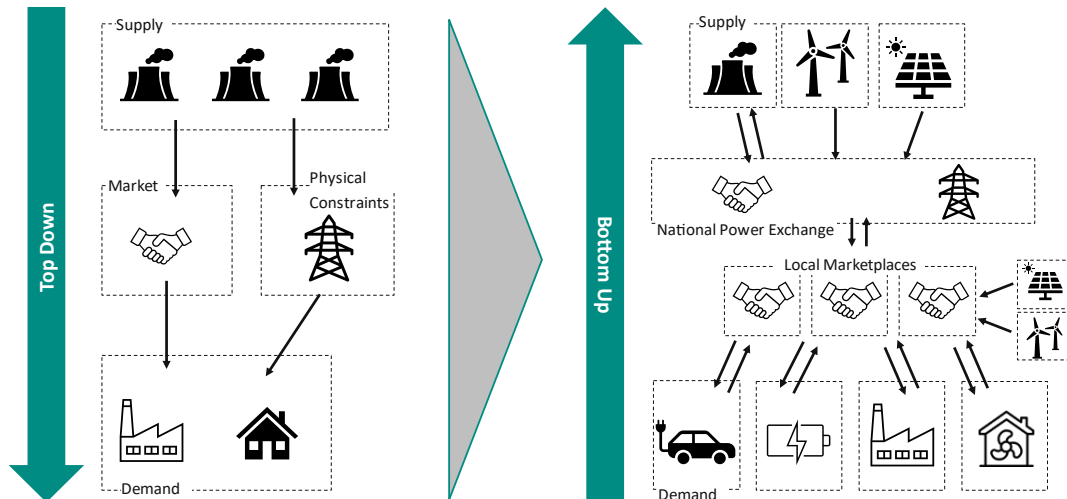 Top Down
Supply
Market
Physical
Constraints
Demand
Bottom Up
Supply
National Power Exchange
Local Marketplaces
Demand